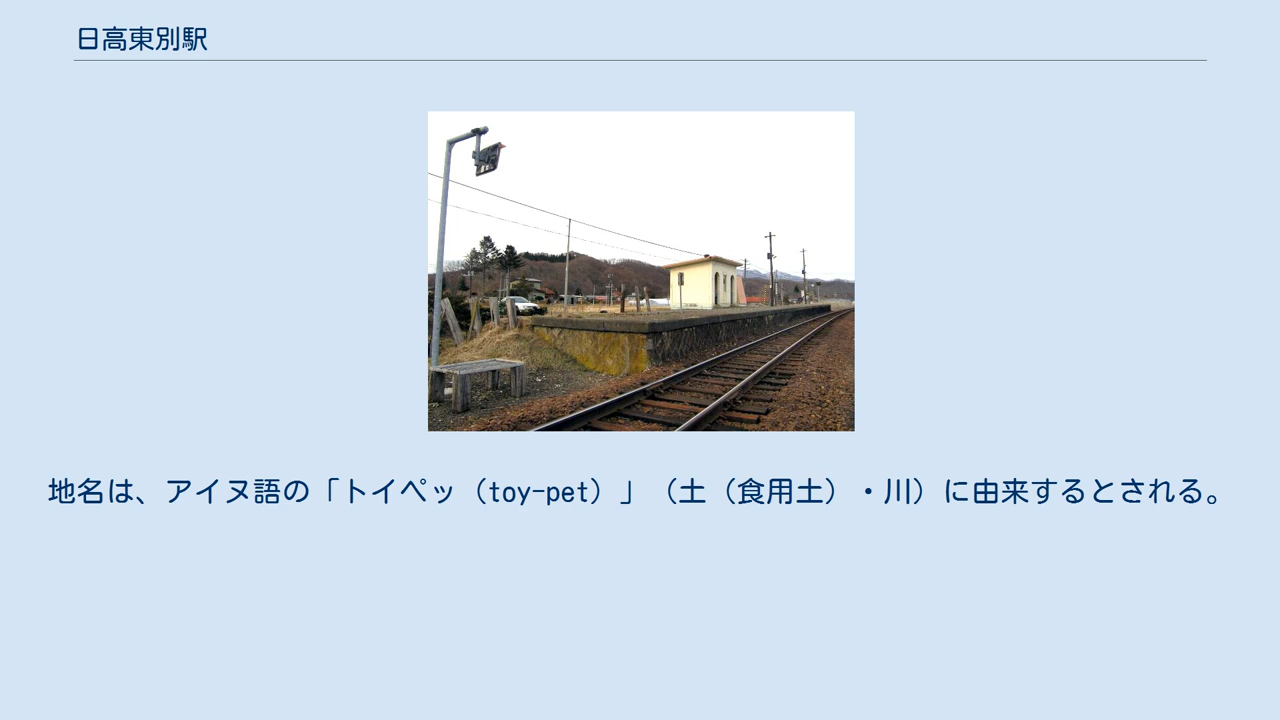 日高東別駅
地名は、アイヌ語の「トイペッ（toy-pet）」（土（食用土）・川）に由来するとされる。